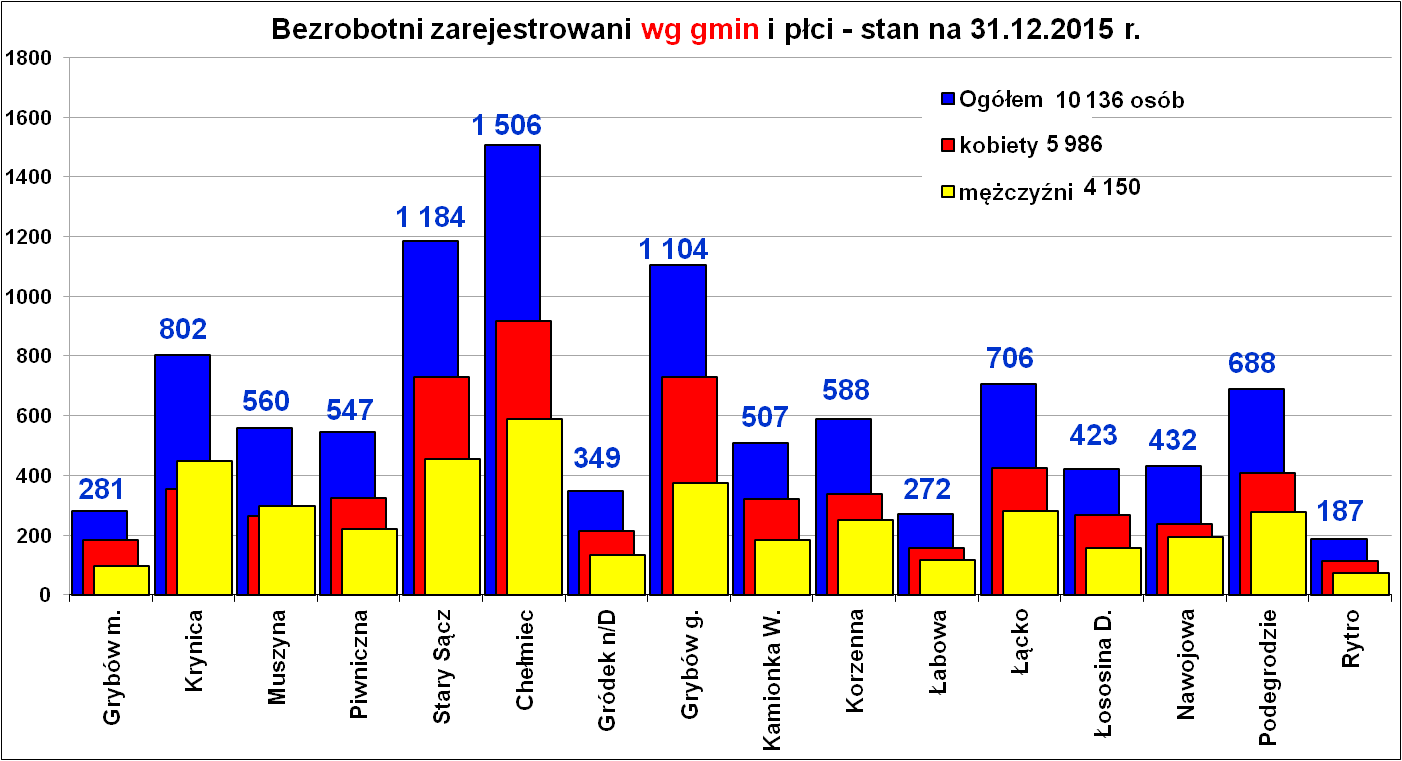 Bezrobotni zarejestrowani wg gmin i płci - stan na 31.12.2015 r.
1800
1600
1400
1200
1000
800
600
400
200
0
Ogółem 10 136 osób
kobiety 5 986
mężczyźni 4 150
281
802
560
547
1 184
1 506
349
1 104
507
588
272
706
423
432
688
187
Grybów m.
Krynica
Muszyna
Piwniczna
Stary Sącz
Chełmiec
Gródek n/D
Grybów g.
Kamionka W.
Korzenna
Łabowa
Łącko
Łososina D.
Nawojowa
Podegrodzie
Rytro